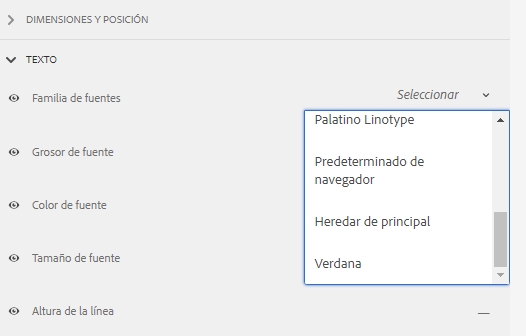 DIMENSIONES Y POSICIÓN
TEXTO
Familia de fuentes
Seleccionar
Palatino Linotype
Predeterminado de
navegador
Heredar de principal
Verdana
Grosor de fuente
Color de fuente
Tamaño de fuente
Altura de la línea